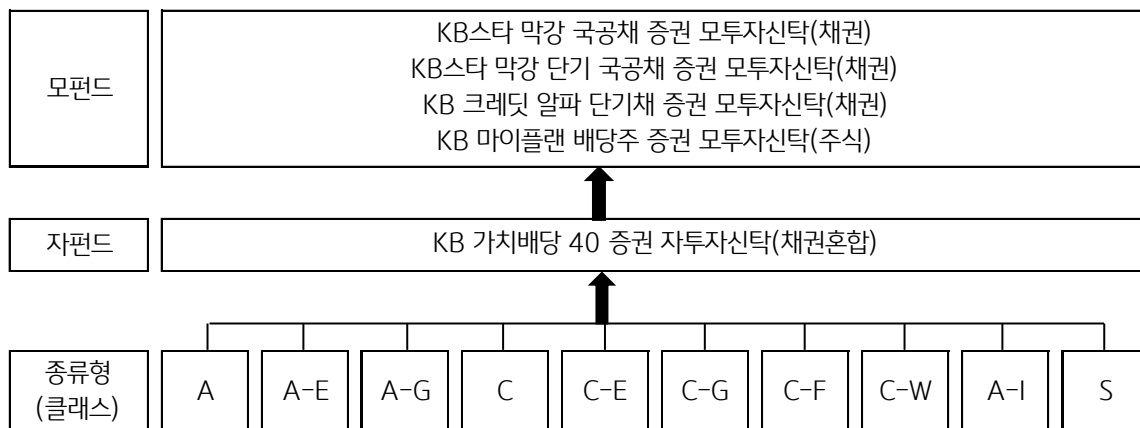 모펀드
KB스타 막강 국공채 증권 모투자신탁(채권)
KB스타 막강 단기 국공채 증권 모투자신탁(채권)
KB 크레딧 알파 단기채 증권 모투자신탁(채권)
KB 마이플랜 배당주 증권 모투자신탁(주식)
자펀드
KB 가치배당 40 증권 자투자신탁(채권혼합)
종류형
(클래스)
A
A-E
A-G
C
C-E
C-G
C-F
C-W
A-I
S